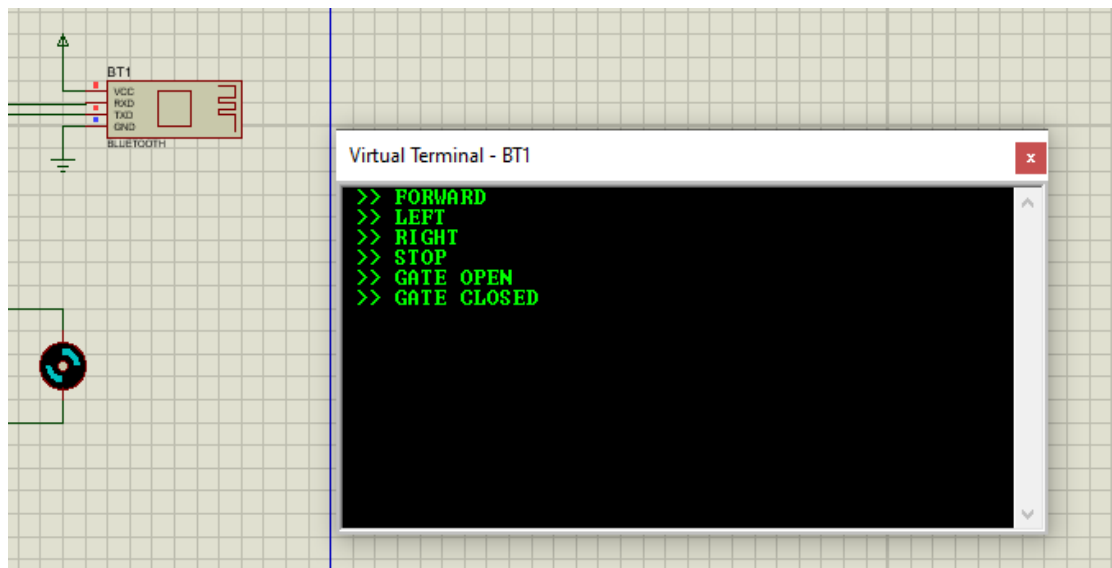 BT1
VCC
RXD
TXD
GND
BLUETOOTH
Virtual Terminal - BT1
x
>> FORWARD
>> LEFT
>> RIGHT
>> STOP
>> GATE OPEN
>> GATE CLOSED